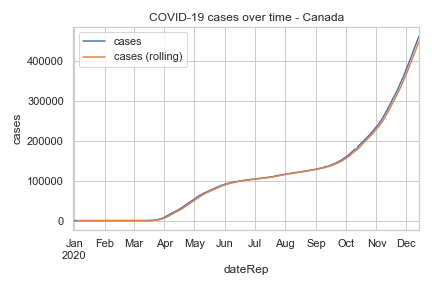 COVID-19 cases over time - Canada
cases
cases (rolling)
400000
300000
200000
100000
0
cases
Jan Feb Mar Apr May Jun Jul Aug Sep Oct Nov Dec
2020
dateRep